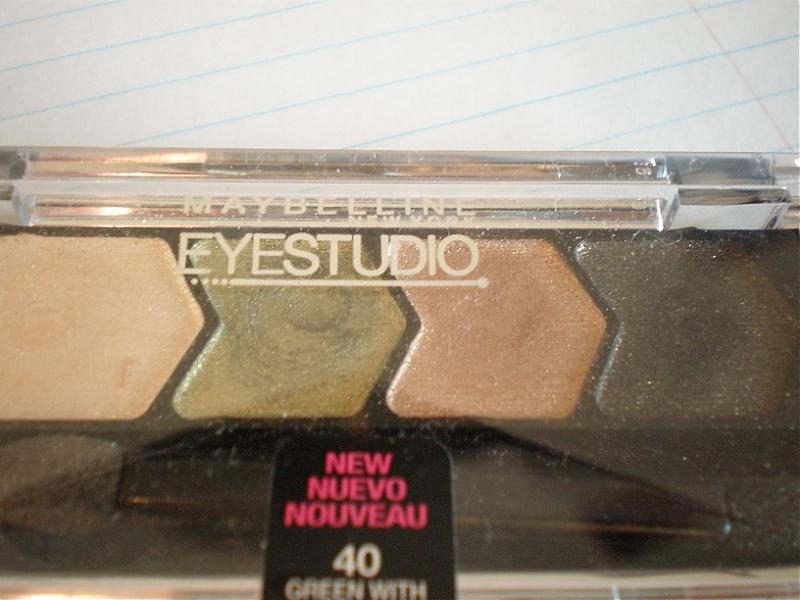 MAYBELLINE
NEW YORK
EYESTUDIO
NEW
NUEVO
NOUVEAU
40
GREEN WITH